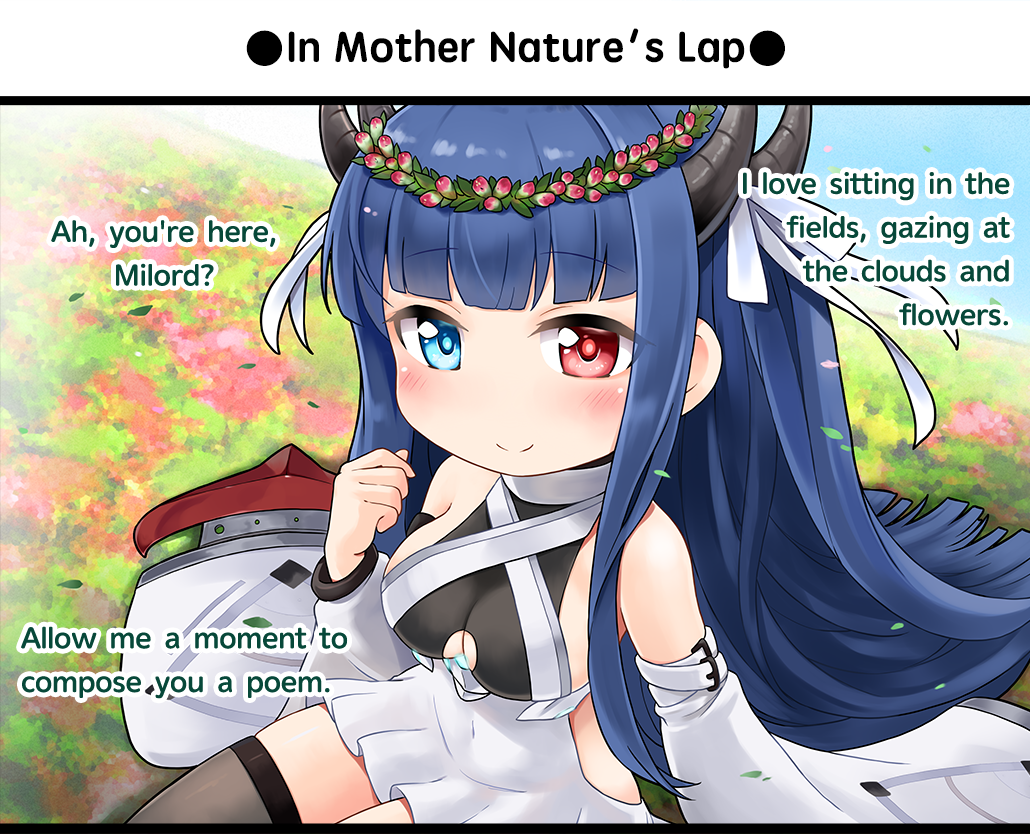 ●In Mother Nature's Lap●
Ah, you're here,
Milord?
I love sitting in the
fields, gazing at
the clouds and
flowers.
Allow me a moment to
compose you a poem.